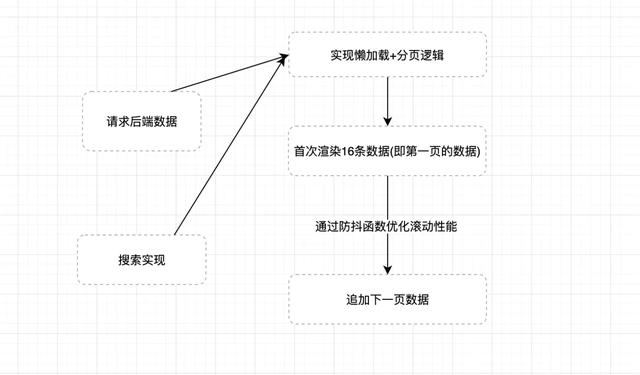 实现懒加载+分页逻辑
请求后端数据
首次渲染16条数据(即第一页的数据)
通过防抖函数优化滚动性能
搜索实现
追加下一页数据